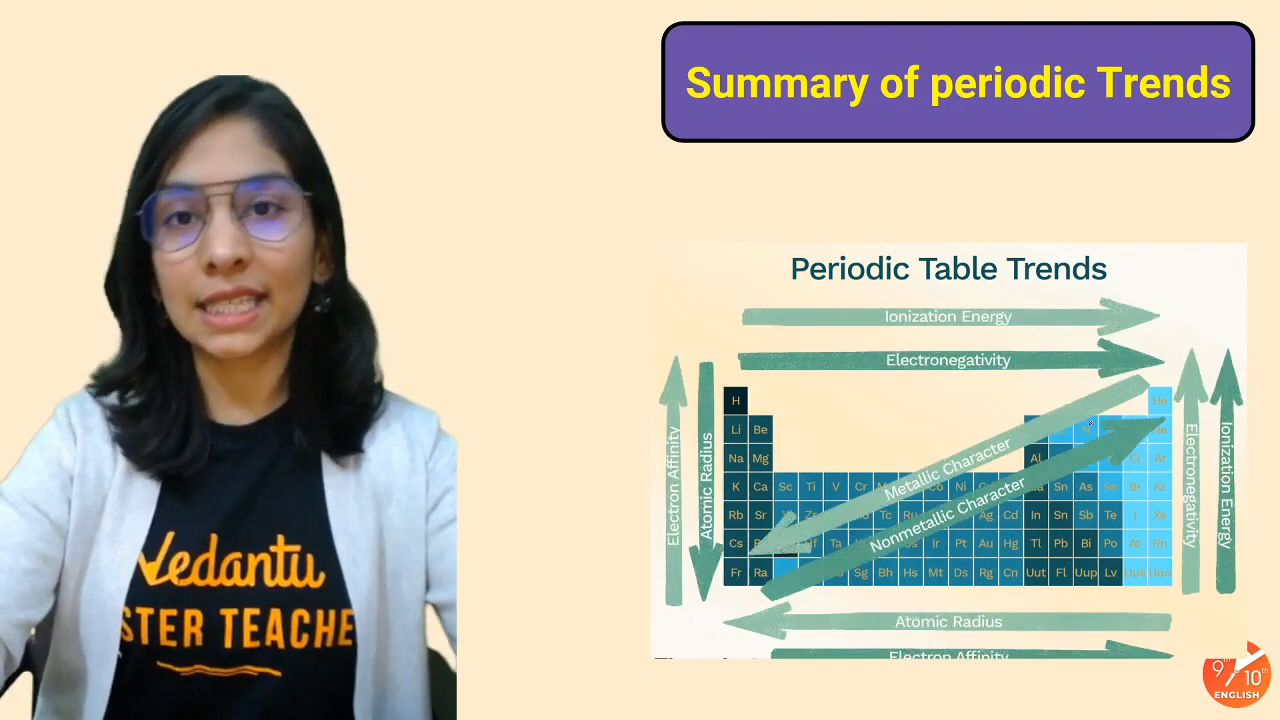 Summary of periodic Trends
Periodic Table Trends
Ionization Energy
Electronegativity
Electron Affinity
Atomic Radius
Metallic Character
Nonmetallic Character
Electronegativity
Ionization Energy
H He
Li Be
Na Mg Al Cl Ar
K Ca Sc Ti V Cr Ni Sn As Se Br Kr
Rb Sr Tc Ru Ag Cd In Sn Sb Te I Xe
Cs Ta Ir Pt Au Hg Tl Pb Bi Po At Rn
Fr Ra Sg Bh Hs Mt Ds Rg Cn Uut Fl Uup Lv Uus Uuo
Atomic Radius
Electron Affinity
Vedantu
STER TEACHE
9th 10th
ENGLISH